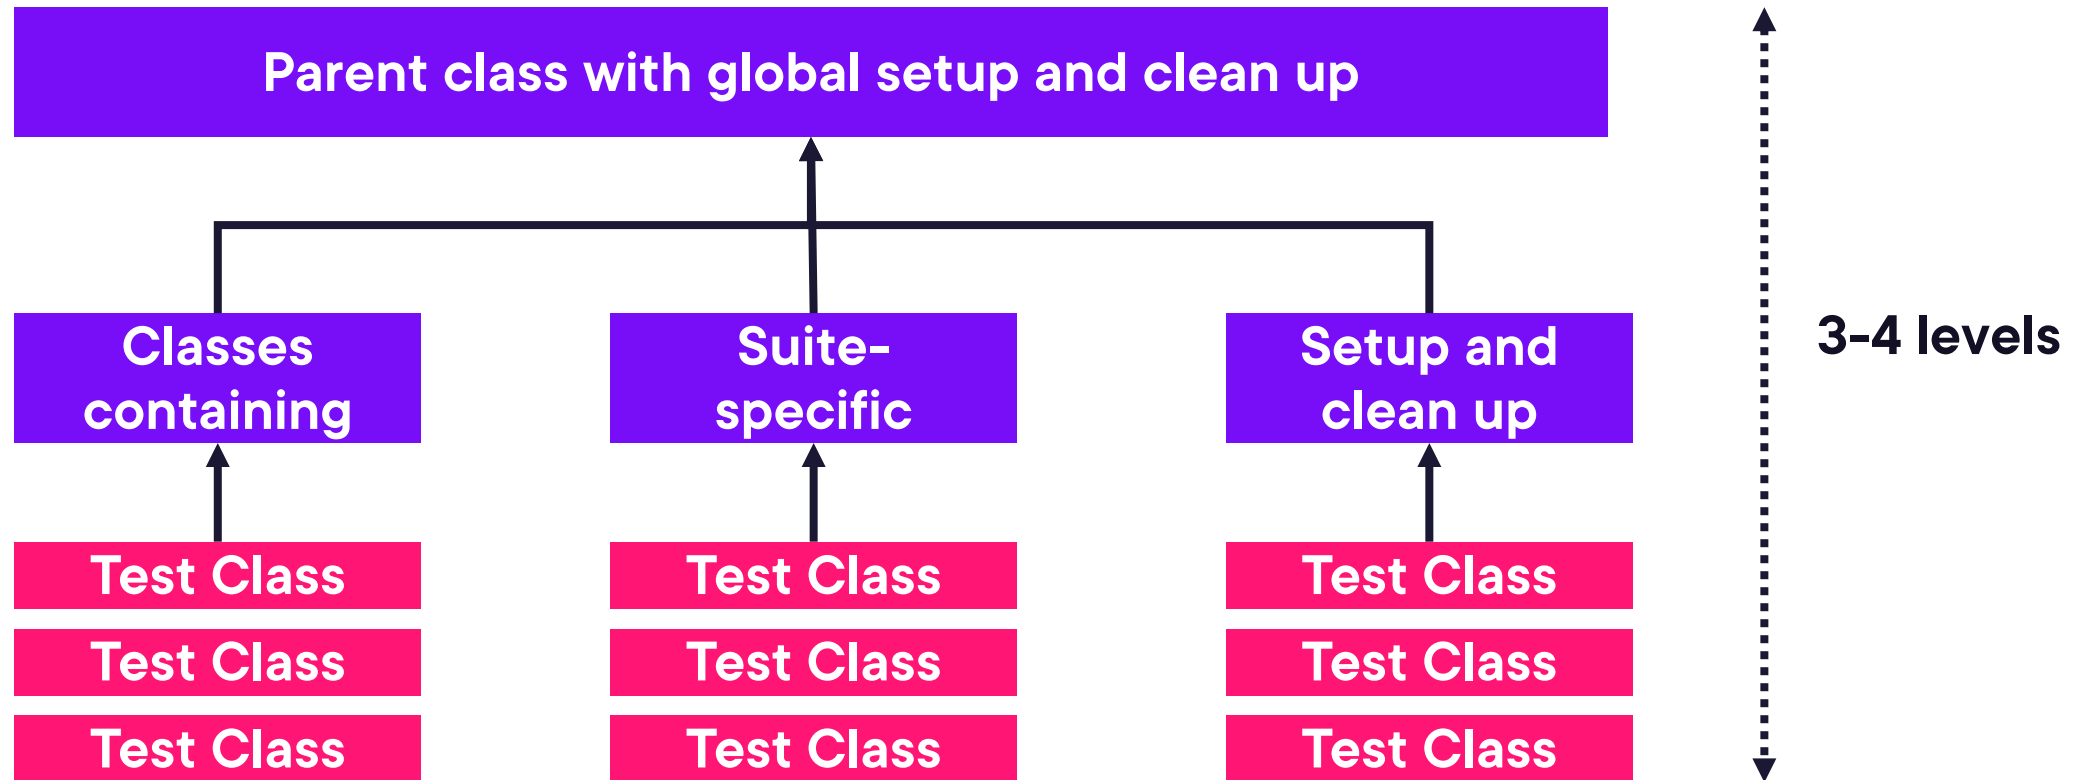 Parent class with global setup and clean up
3-4 levels
Classes
containing
Suite-
specific
Setup and
clean up
Test Class
Test Class
Test Class
Test Class
Test Class
Test Class
Test Class
Test Class
Test Class